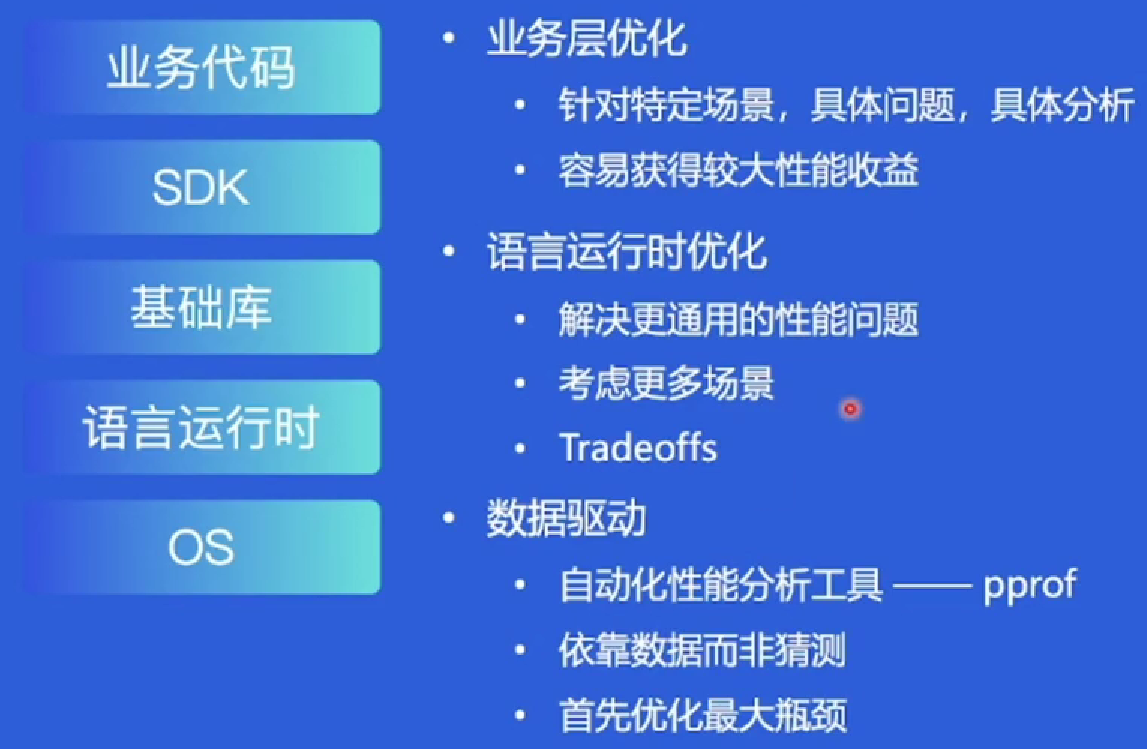 业务代码
SDK
基础库
语言运行时
OS
• 业务层优化
• 针对特定场景，具体问题，具体分析
• 容易获得较大性能收益
• 语言运行时优化
• 解决更通用的性能问题
• 考虑更多场景
• Tradeoffs
• 数据驱动
• 自动化性能分析工具 —— pprof
• 依靠数据而非猜测
• 首先优化最大瓶颈